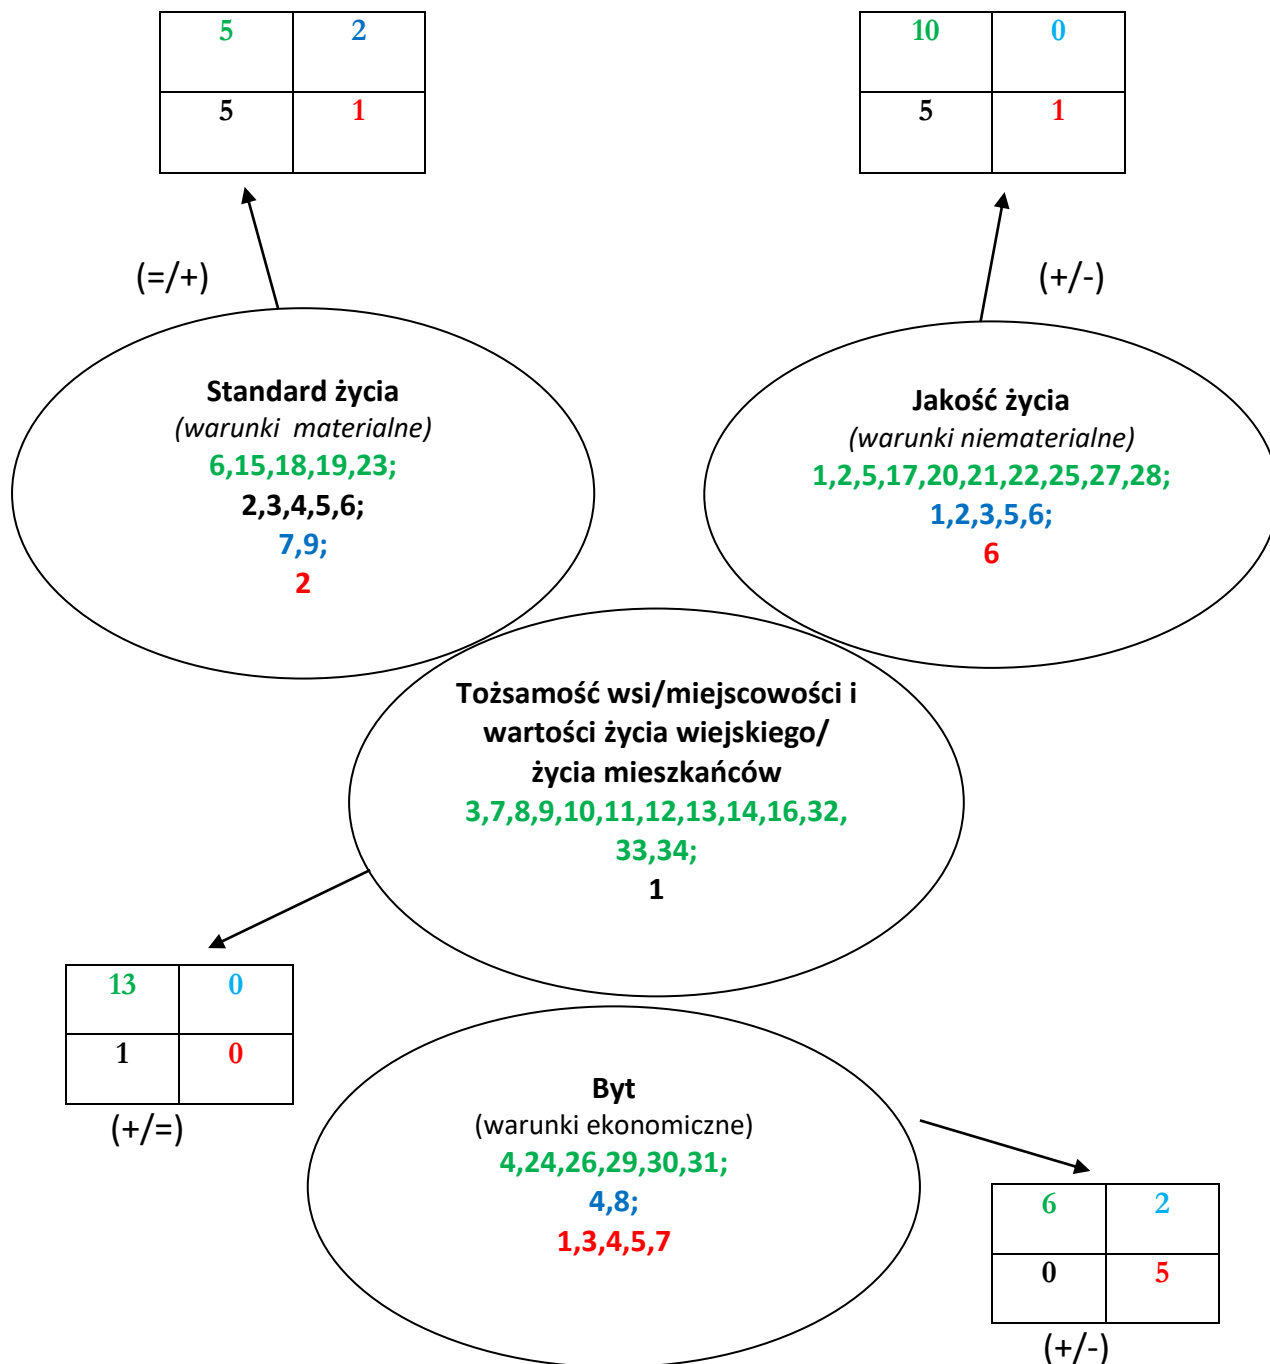 5 2
5 1
10 0
5 1
(=/+)
(+/-)
Standard życia
(warunki materialne)
6,15,18,19,23;
2,3,4,5,6;
7,9;
2
Jakość życia
(warunki niematerialne)
1,2,5,17,20,21,22,25,27,28;
1,2,3,5,6;
6
Tożsamość wsi/miejscowości i
wartości życia wiejskiego/
życia mieszkańców
3,7,8,9,10,11,12,13,14,16,32,
33,34;
1
13 0
1 0
(+/=)
Byt
(warunki ekonomiczne)
4,24,26,29,30,31;
4,8;
1,3,4,5,7
6 2
0 5
(+/-)